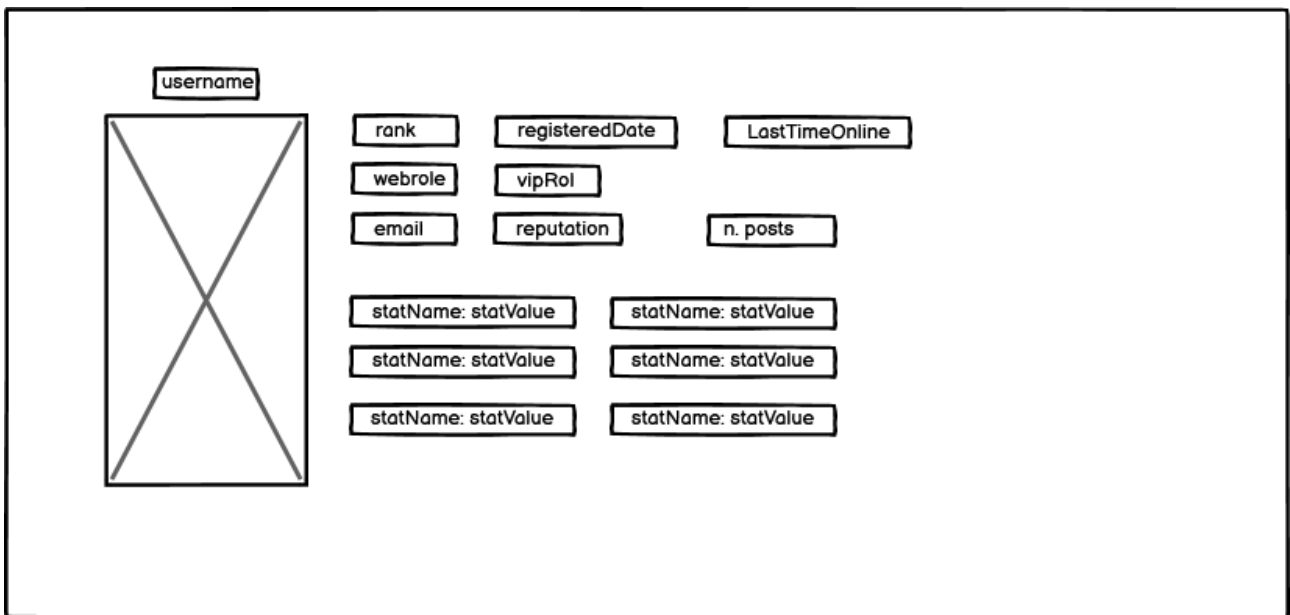 username
rank registeredDate LastTimeOnline
webrole vipRol
email reputation n. posts
statName: statValue statName: statValue
statName: statValue statName: statValue
statName: statValue statName: statValue